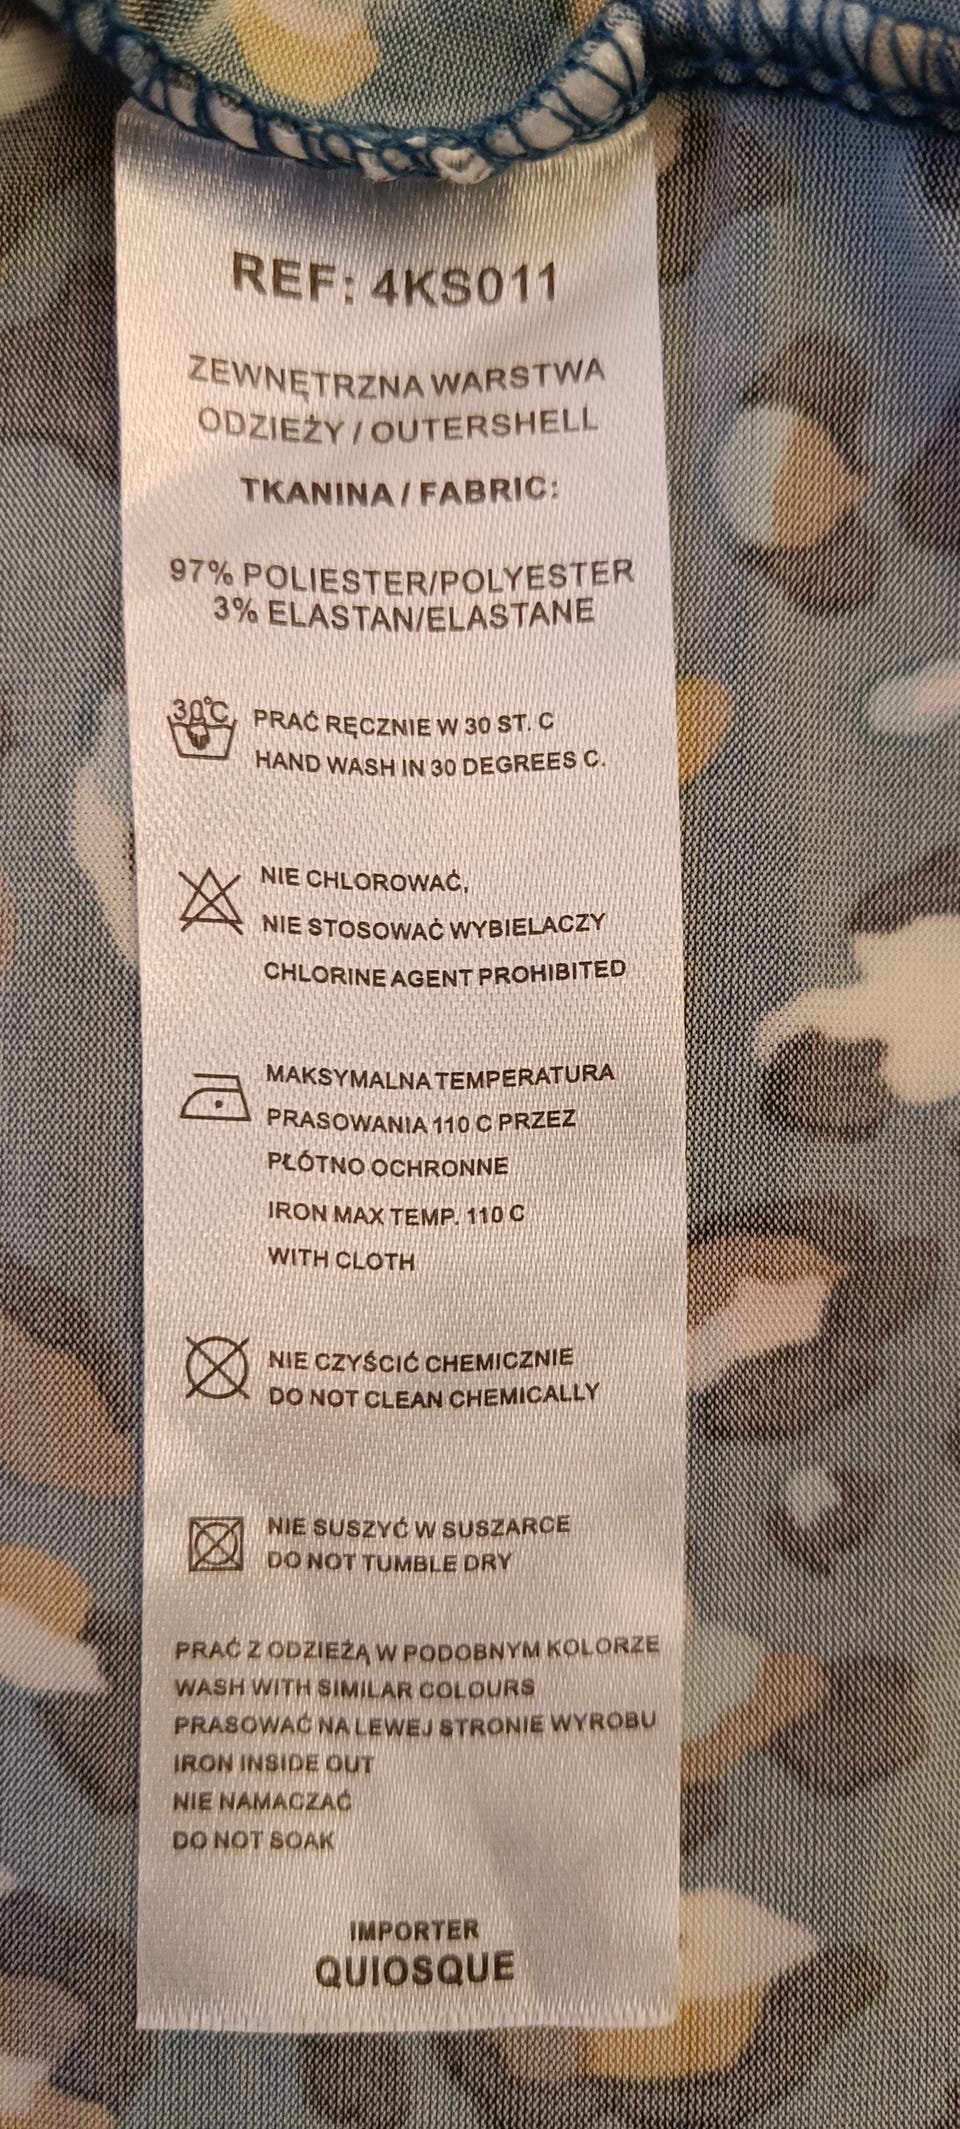 REF: 4KS011
ZEWNĘTRZNA WARSTWA
ODZIEŻY / OUTERSHELL
TKANINA / FABRIC:
97% POLIESTER/POLYESTER
3% ELASTAN/ELASTANE
30°C
PRAĆ RĘCZNIE W 30 ST. C
HAND WASH IN 30 DEGREES C.
NIE CHLOROWAĆ,
NIE STOSOWAĆ WYBIELACZY
CHLORINE AGENT PROHIBITED
MAKSYMALNA TEMPERATURA
PRASOWANIA 110 C PRZEZ
PŁÓTNO OCHRONNE
IRON MAX TEMP. 110 C
WITH CLOTH
NIE CZYŚCIĆ CHEMICZNIE
DO NOT CLEAN CHEMICALLY
NIE SUSZYĆ W SUSZARCE
DO NOT TUMBLE DRY
PRAĆ Z ODZIEŻĄ W PODOBNYM KOLORZE
WASH WITH SIMILAR COLOURS
PRASOWAĆ NA LEWEJ STRONIE WYROBU
IRON INSIDE OUT
NIE NAMACZAĆ
DO NOT SOAK
IMPORTER
QUIOSQUE